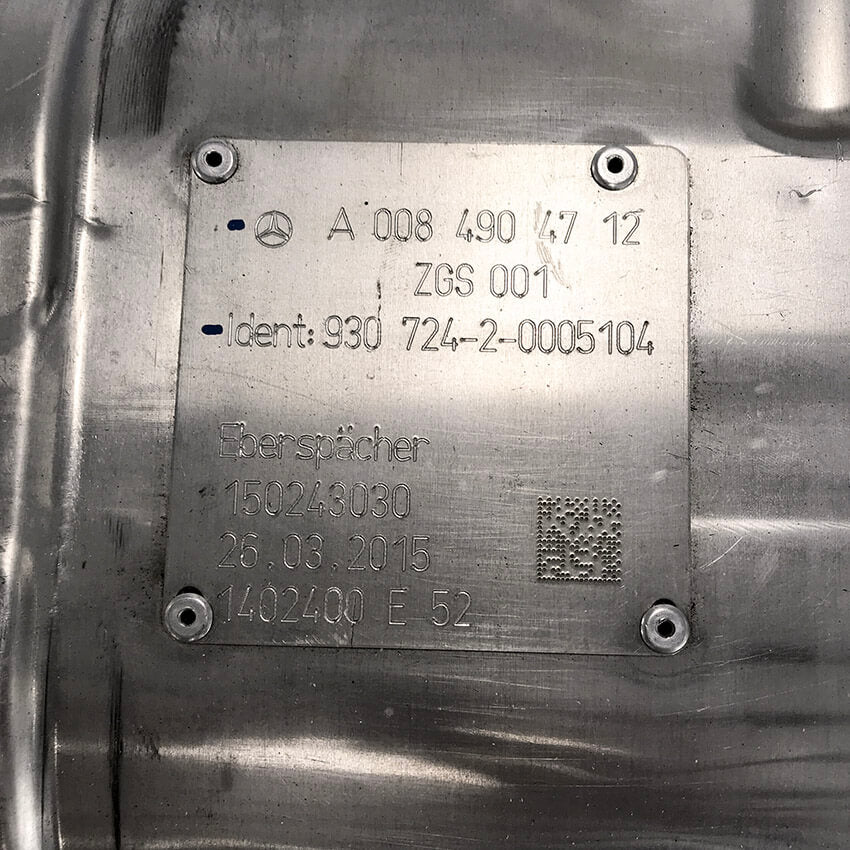 A 008 490 47 12
ZGS 001
Ident: 930 724-2-0005104
Eberspächer
150243030
26.03.2015
1402400 E 52